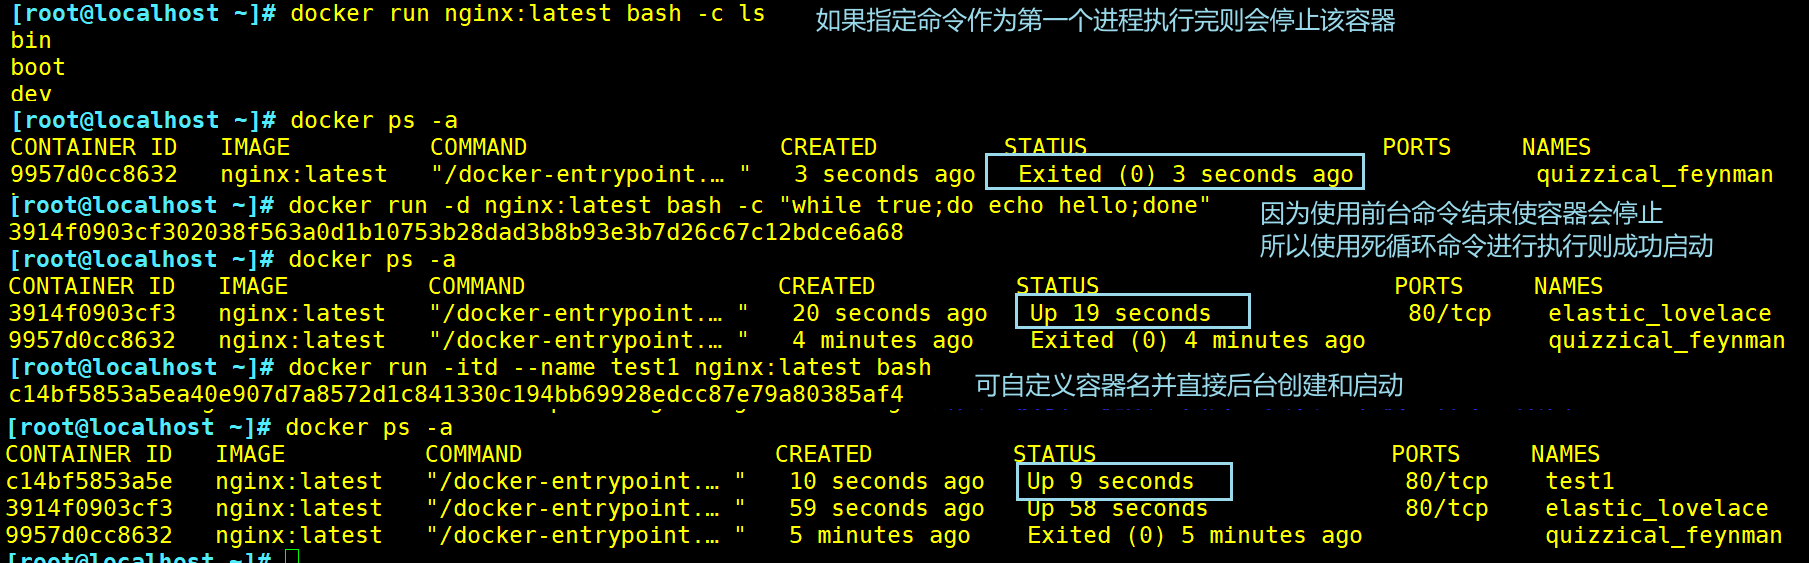 [root@localhost ~]# docker run nginx:latest bash -c ls
如果指定命令作为第一个进程执行完则会停止该容器
bin
boot
dev
[root@localhost ~]# docker ps -a
CONTAINER ID   IMAGE          COMMAND                  CREATED         STATUS                     PORTS     NAMES
9957d0cc8632   nginx:latest   "/docker-entrypoint.… "   3 seconds ago   Exited (0) 3 seconds ago             quizzical_feynman
[root@localhost ~]# docker run -d nginx:latest bash -c "while true;do echo hello;done"
因为使用前台命令结束使容器会停止
3914f0903cf302038f563a0d1b10753b28dad3b8b93e3b7d26c67c12bdce6a68
所以使用死循环命令进行执行则成功启动
[root@localhost ~]# docker ps -a
CONTAINER ID   IMAGE          COMMAND                  CREATED          STATUS                     PORTS     NAMES
3914f0903cf3   nginx:latest   "/docker-entrypoint.… "   20 seconds ago   Up 19 seconds              80/tcp    elastic_lovelace
9957d0cc8632   nginx:latest   "/docker-entrypoint.… "   4 minutes ago    Exited (0) 4 minutes ago             quizzical_feynman
[root@localhost ~]# docker run -itd --name test1 nginx:latest bash
c14bf5853a5ea40e907d7a8572d1c841330c194bb69928edcc87e79a80385af4
可自定义容器名并直接后台创建和启动
[root@localhost ~]# docker ps -a
CONTAINER ID   IMAGE          COMMAND                  CREATED          STATUS                     PORTS     NAMES
c14bf5853a5e   nginx:latest   "/docker-entrypoint.… "   10 seconds ago   Up 9 seconds               80/tcp    test1
3914f0903cf3   nginx:latest   "/docker-entrypoint.… "   59 seconds ago   Up 58 seconds              80/tcp    elastic_lovelace
9957d0cc8632   nginx:latest   "/docker-entrypoint.… "   5 minutes ago    Exited (0) 5 minutes ago             quizzical_feynman
[root@localhost ~]#